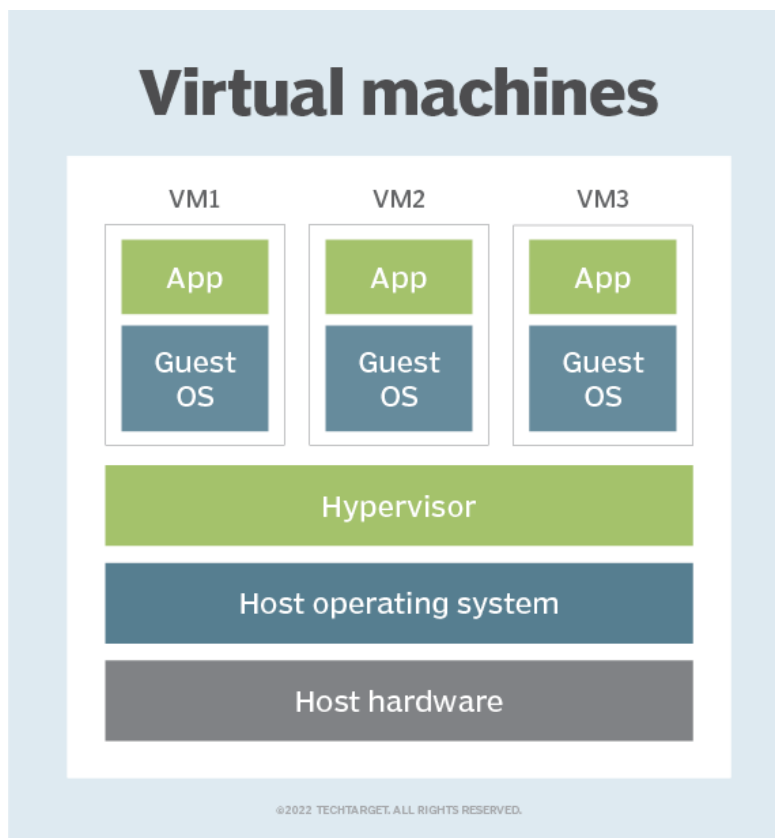 Virtual machines
VM1 VM2 VM3
App App App
Guest Guest Guest
OS OS OS
Hypervisor
Host operating system
Host hardware
©2022 TECHTARGET. ALL RIGHTS RESERVED.